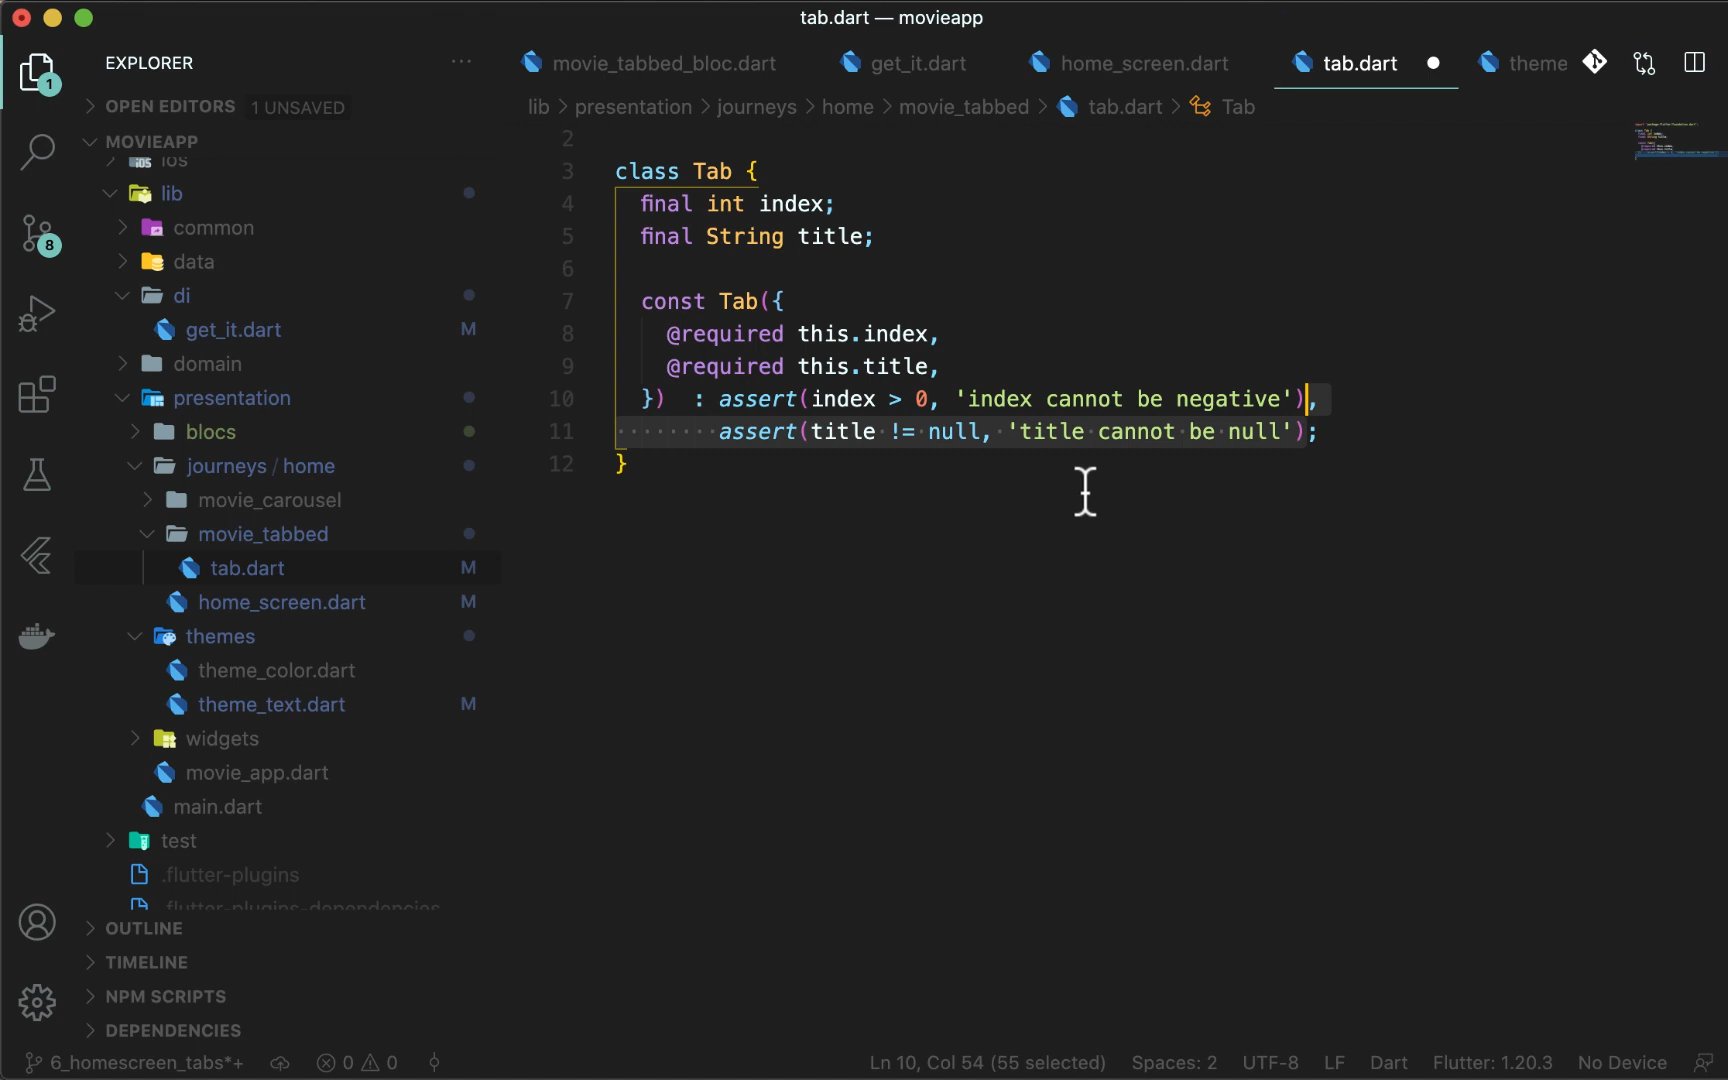 tab.dart — movieapp
EXPLORER
movie_tabbed_bloc.dart
get_it.dart
home_screen.dart
tab.dart
theme
1
OPEN EDITORS 1 UNSAVED
lib > presentation > journeys > home > movie_tabbed > tab.dart > Tab
MOVIEAPP
ios
lib
common
data
di
get_it.dart M
domain
presentation
blocs
journeys / home
movie_carousel
movie_tabbed
tab.dart M
home_screen.dart M
themes
theme_color.dart
theme_text.dart M
widgets
movie_app.dart
main.dart
test
.flutter-plugins
.flutter-plugins-dependencies
8
2
3 class Tab {
4 final int index;
5 final String title;
6
7 const Tab({
8 @required this.index,
9 @required this.title,
10 }) : assert(index > 0, 'index cannot be negative'),
11 ········assert(title·!=·null,·'title·cannot·be·null');
12 }
OUTLINE
TIMELINE
NPM SCRIPTS
DEPENDENCIES
6_homescreen_tabs*+ 0 0 Ln 10, Col 54 (55 selected) Spaces: 2 UTF-8 LF Dart Flutter: 1.20.3 No Device